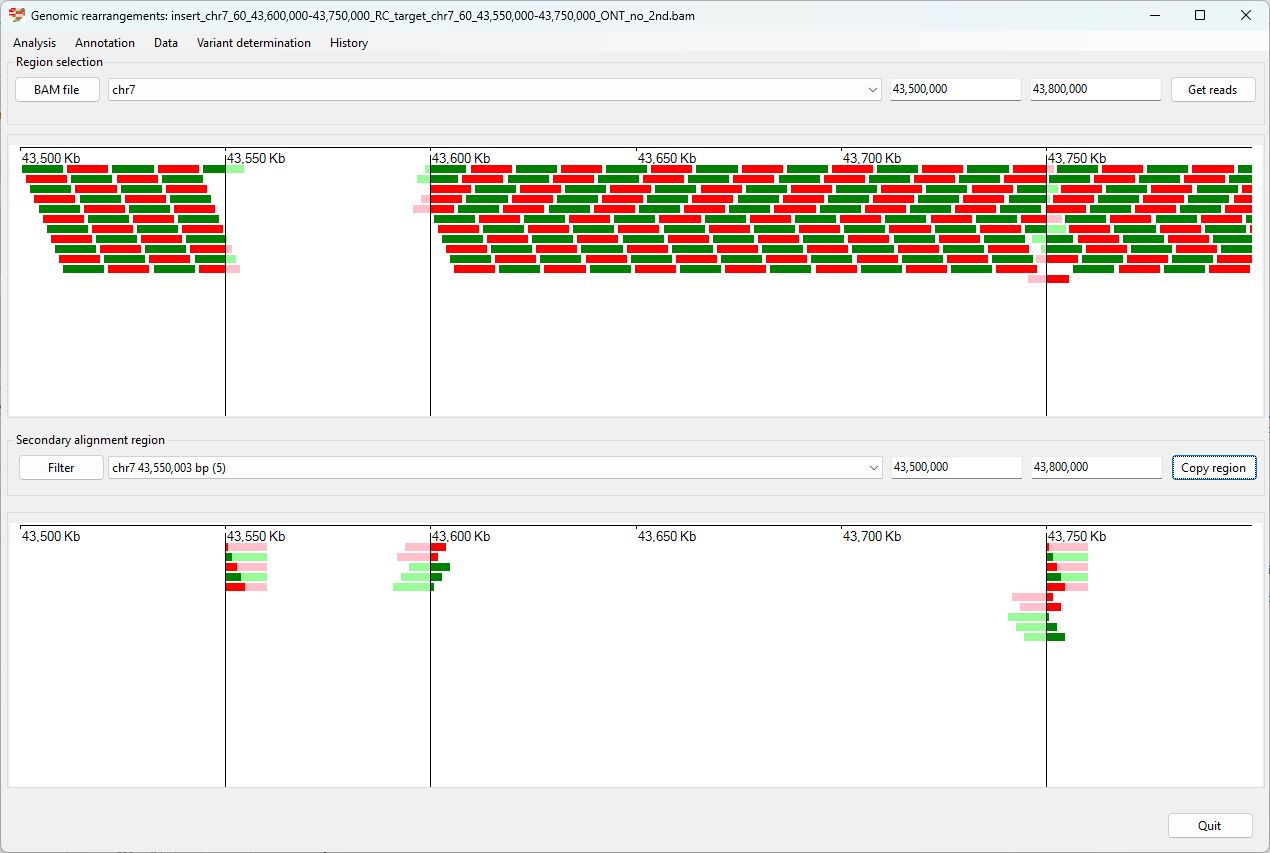 Genomic rearrangements: insert_chr7_60_43,600,000-43,750,000_RC_target_chr7_60_43,550,000-43,750,000_ONT_no_2nd.bam
Analysis Annotation Data Variant determination History
Region selection
BAM file chr7 43,500,000 43,800,000 Get reads
43,500 Kb 43,550 Kb 43,600 Kb 43,650 Kb 43,700 Kb 43,750 Kb
Secondary alignment region
Filter chr7 43,550,003 bp (5) 43,500,000 43,800,000 Copy region
43,500 Kb 43,550 Kb 43,600 Kb 43,650 Kb 43,700 Kb 43,750 Kb
Quit